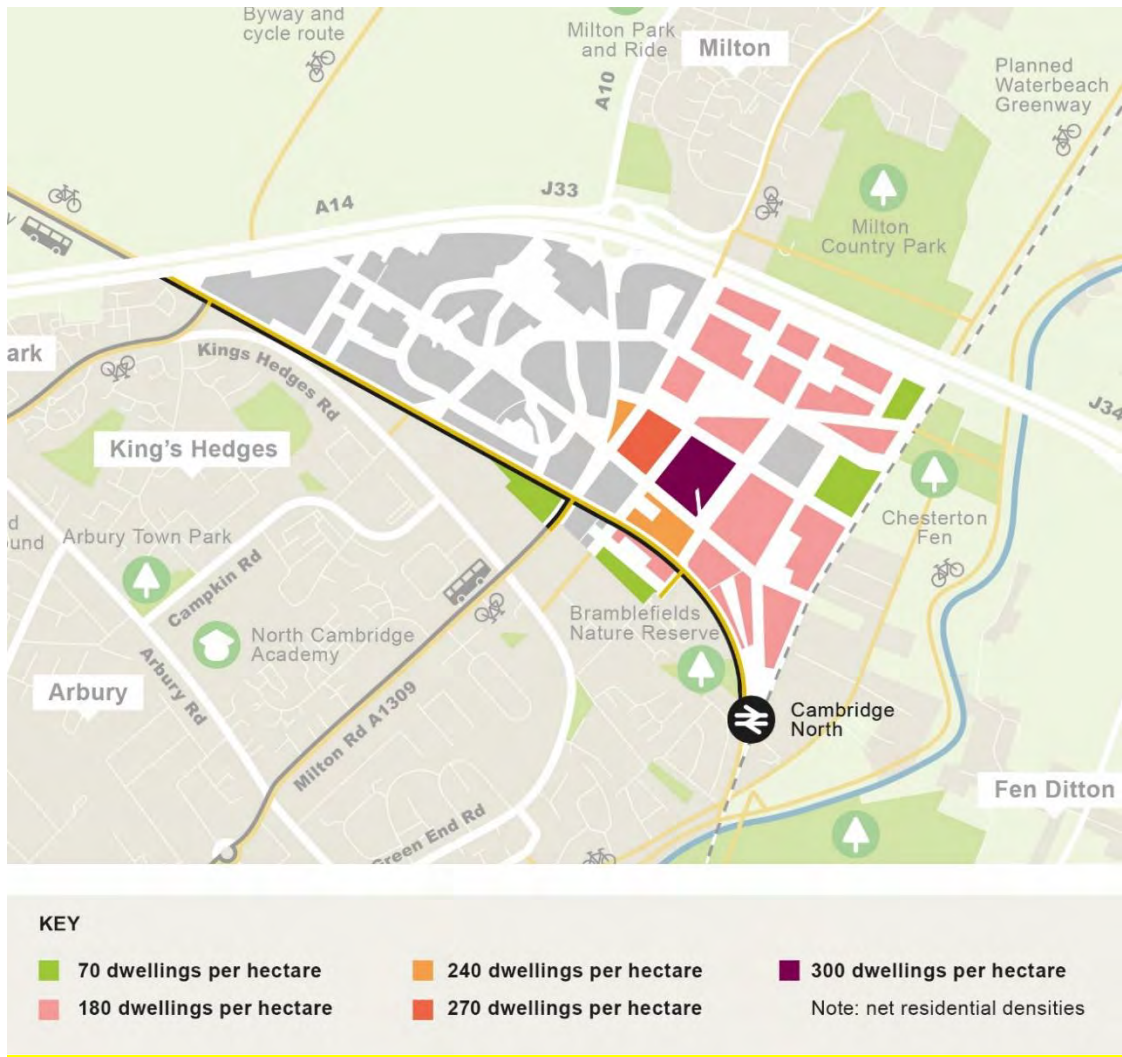 Byway and
cycle route
Milton Park
and Ride
Milton
Planned
Waterbeach
Greenway
A10
J33
A14
Milton
Country Park
J34
ark
Kings Hedges Rd
King's Hedges
Arbury Town Park
Campkin Rd
North Cambridge
Academy
Arbury Rd
Arbury
Milton Rd A1309
Green End Rd
Chesterton
Fen
Bramblefields
Nature Reserve
Cambridge
North
Fen Ditton
KEY
70 dwellings per hectare
180 dwellings per hectare
240 dwellings per hectare
270 dwellings per hectare
300 dwellings per hectare
Note: net residential densities